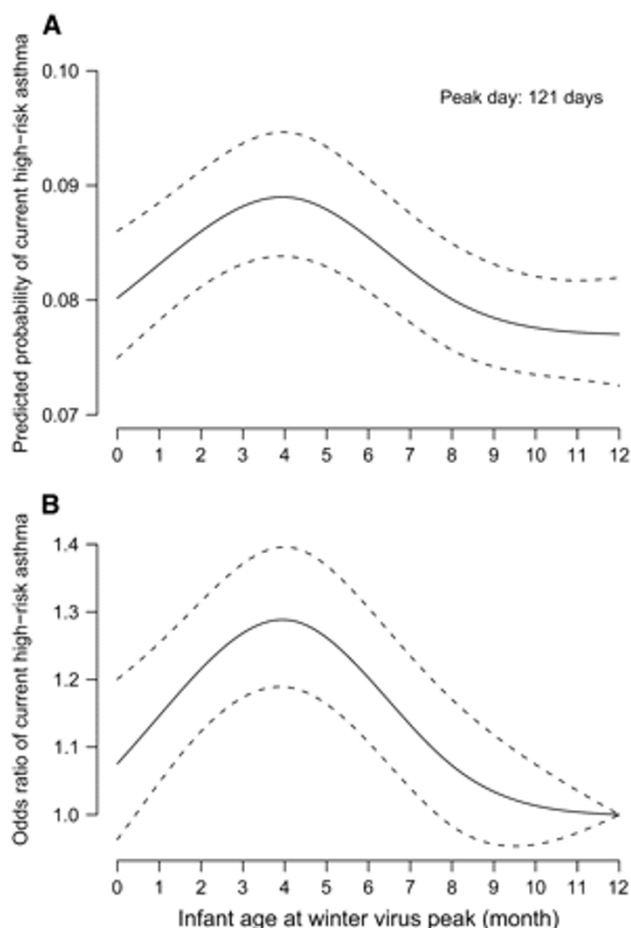 A
Predicted probability of current high-risk asthma
0.10
0.09
0.08
0.07
Peak day: 121 days
0 1 2 3 4 5 6 7 8 9 10 11 12
B
Odds ratio of current high-risk asthma
1.4
1.3
1.2
1.1
1.0
0 1 2 3 4 5 6 7 8 9 10 11 12
Infant age at winter virus peak (month)